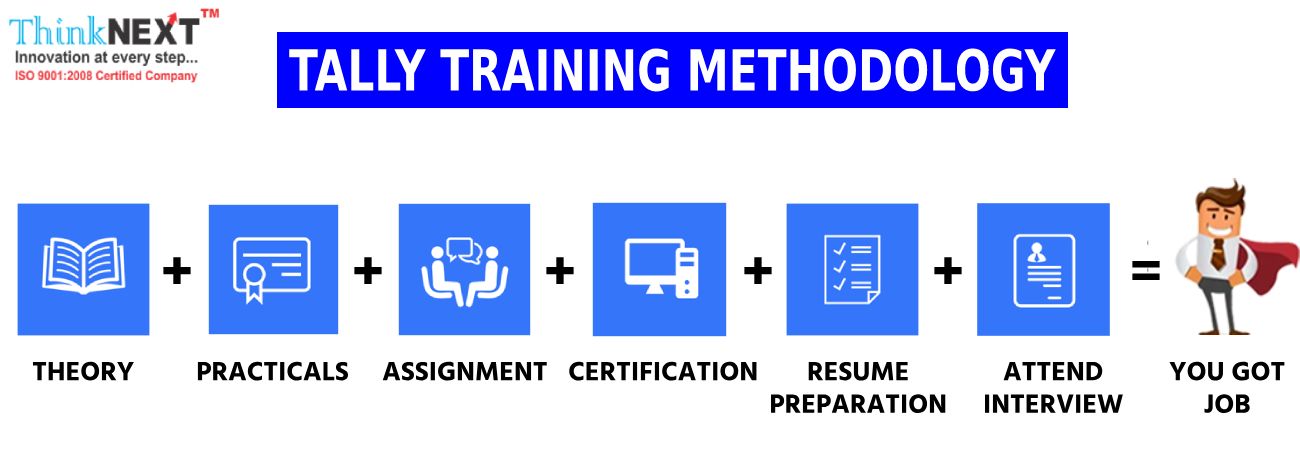 ThinkNEXT™
Innovation at every step...
ISO 9001:2008 Certified Company
TALLY TRAINING METHODOLOGY
+ + + + + =
THEORY
PRACTICALS
ASSIGNMENT
CERTIFICATION
RESUME
PREPARATION
ATTEND
INTERVIEW
YOU GOT
JOB